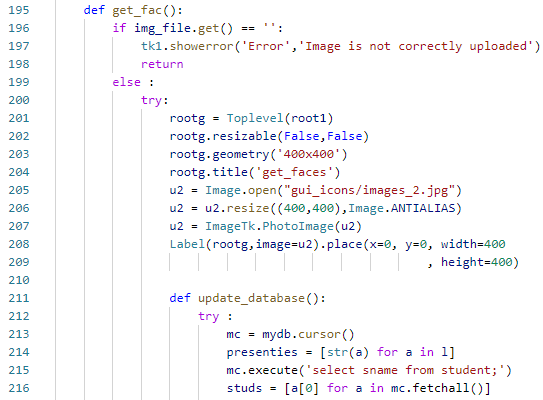 195 def get_fac():
196 if img_file.get() == '':
197 tk1.showerror('Error','Image is not correctly uploaded')
198 return
199 else :
200 try:
201 rootg = Toplevel(root1)
202 rootg.resizable(False,False)
203 rootg.geometry('400x400')
204 rootg.title('get_faces')
205 u2 = Image.open("gui_icons/images_2.jpg")
206 u2 = u2.resize((400,400),Image.ANTIALIAS)
207 u2 = ImageTk.PhotoImage(u2)
208 Label(rootg,image=u2).place(x=0, y=0, width=400
209 , height=400)
210
211 def update_database():
212 try :
213 mc = mydb.cursor()
214 presenties = [str(a) for a in l]
215 mc.execute('select sname from student;')
216 studs = [a[0] for a in mc.fetchall()]